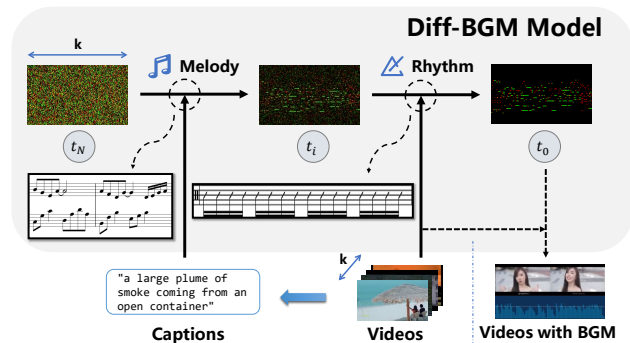 Diff-BGM Model
k
Melody
Rhythm
t_N
t_i
t_0
k
"a large plume of
smoke coming from an
open container"
Captions
Videos
Videos with BGM